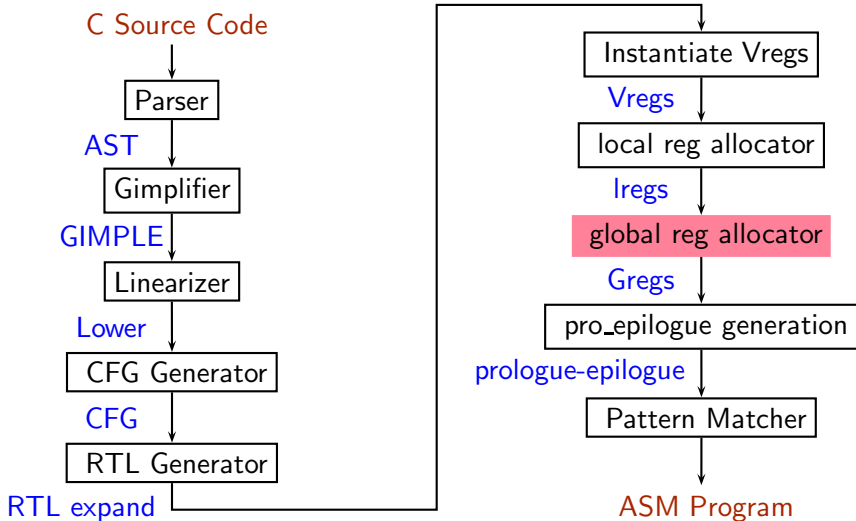 C Source Code
Parser
AST
Gimplifier
GIMPLE
Linearizer
Lower
CFG Generator
CFG
RTL Generator
RTL expand
Instantiate Vregs
Vregs
local reg allocator
lregs
global reg allocator
Gregs
pro_epilogue generation
prologue-epilogue
Pattern Matcher
ASM Program